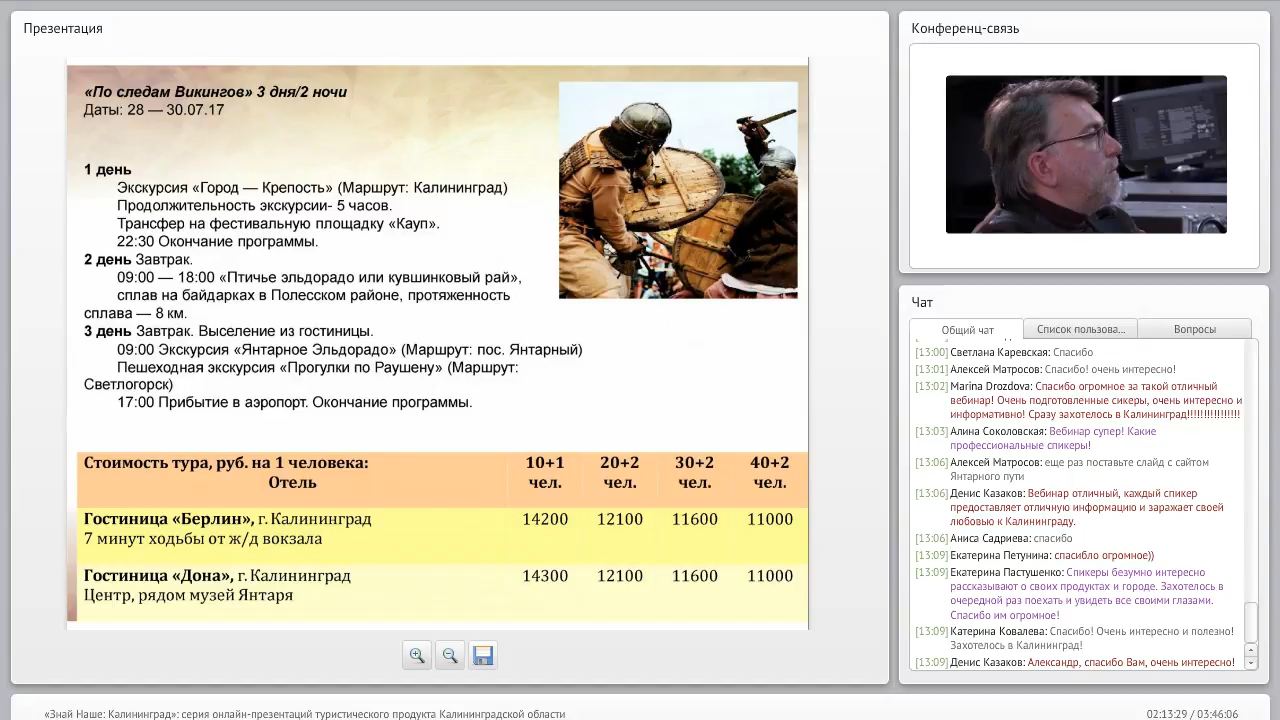 Презентация
«По следам Викингов» 3 дня/2 ночи
Даты: 28 — 30.07.17
1 день
Экскурсия «Город — Крепость» (Маршрут: Калининград)
Продолжительность экскурсии- 5 часов.
Трансфер на фестивальную площадку «Кауп».
22:30 Окончание программы.
2 день Завтрак.
09:00 — 18:00 «Птичье эльдорадо или кувшинковый рай»,
сплав на байдарках в Полесском районе, протяженность
сплава — 8 км.
3 день Завтрак. Выселение из гостиницы.
09:00 Экскурсия «Янтарное Эльдорадо» (Маршрут: пос. Янтарный)
Пешеходная экскурсия «Прогулки по Раушену» (Маршрут:
Светлогорск)
17:00 Прибытие в аэропорт. Окончание программы.
Стоимость тура, руб. на 1 человека: 10+1 20+2 30+2 40+2
Отель чел. чел. чел. чел.
Гостиница «Берлин», г. Калининград 14200 12100 11600 11000
7 минут ходьбы от ж/д вокзала
Гостиница «Дона», г. Калининград 14300 12100 11600 11000
Центр, рядом музей Янтаря
Конференц-связь
Чат
Общий чат Список пользова... Вопросы
[13:00] Светлана Каревская: Спасибо
[13:01] Алексей Матросов: Спасибо! очень интересно!
[13:02] Marina Drozdova: Спасибо огромное за такой отличный
вебинар! Очень подготовленные сикеры, очень интересно и
информативно! Сразу захотелось в Калининград!!!!!!!!!!!!!!!!
[13:03] Алина Соколовская: Вебинар супер! Какие
профессиональные спикеры!
[13:06] Алексей Матросов: еще раз поставьте слайд с сайтом
Янтарного пути
[13:06] Денис Казаков: Вебинар отличный, каждый спикер
предоставляет отличную информацию и заражает своей
любовью к Калининграду.
[13:06] Аниса Садриева: спасибо
[13:09] Екатерина Петунина: спасибло огромное))
[13:09] Екатерина Пастушенко: Спикеры безумно интересно
рассказывают о своих продуктах и городе. Захотелось в
очередной раз поехать и увидеть все своими глазами.
Спасибо им огромное!
[13:09] Катерина Ковалева: Спасибо! Очень интересно и полезно!
Захотелось в Калининград!
[13:09] Денис Казаков: Александр, спасибо Вам, очень интересно!
«Знай Наше: Калининград»: серия онлайн-презентаций туристического продукта Калининградской области
02:13:29 / 03:46:06